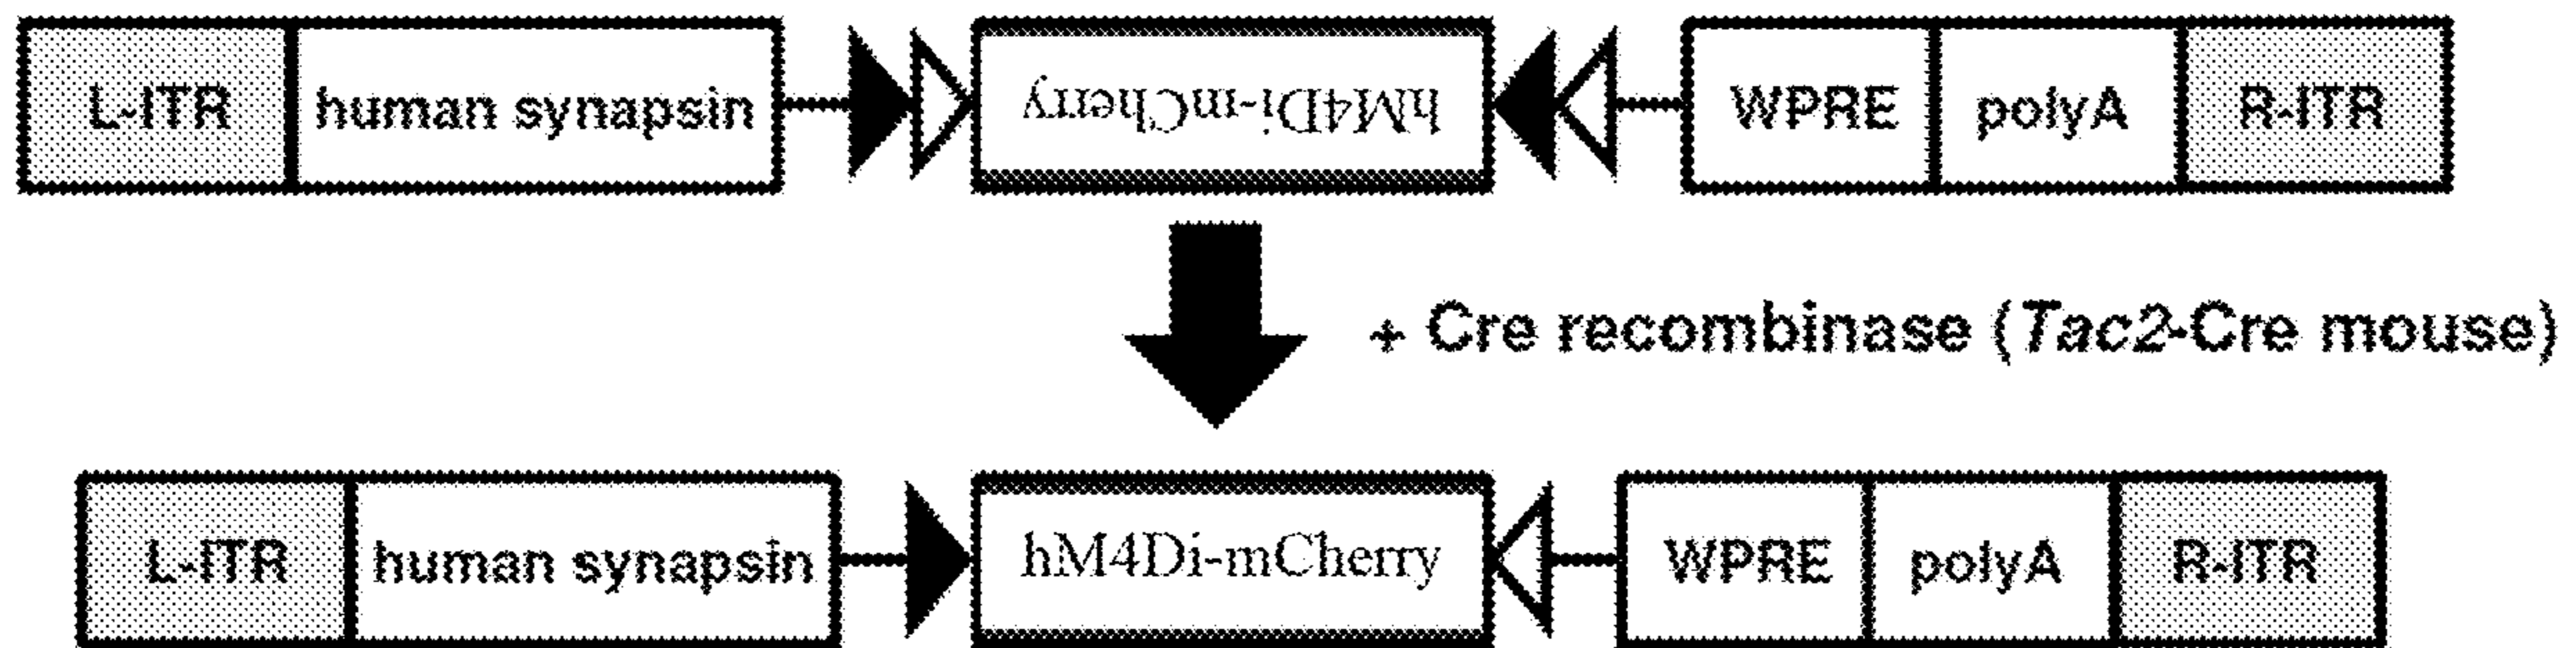 L-ITR human synapsin hM4Di-mCherry WPRE polyA R-ITR
+ Cre recombinase (Tac2-Cre mouse)
L-ITR human synapsin hM4Di-mCherry WPRE polyA R-ITR